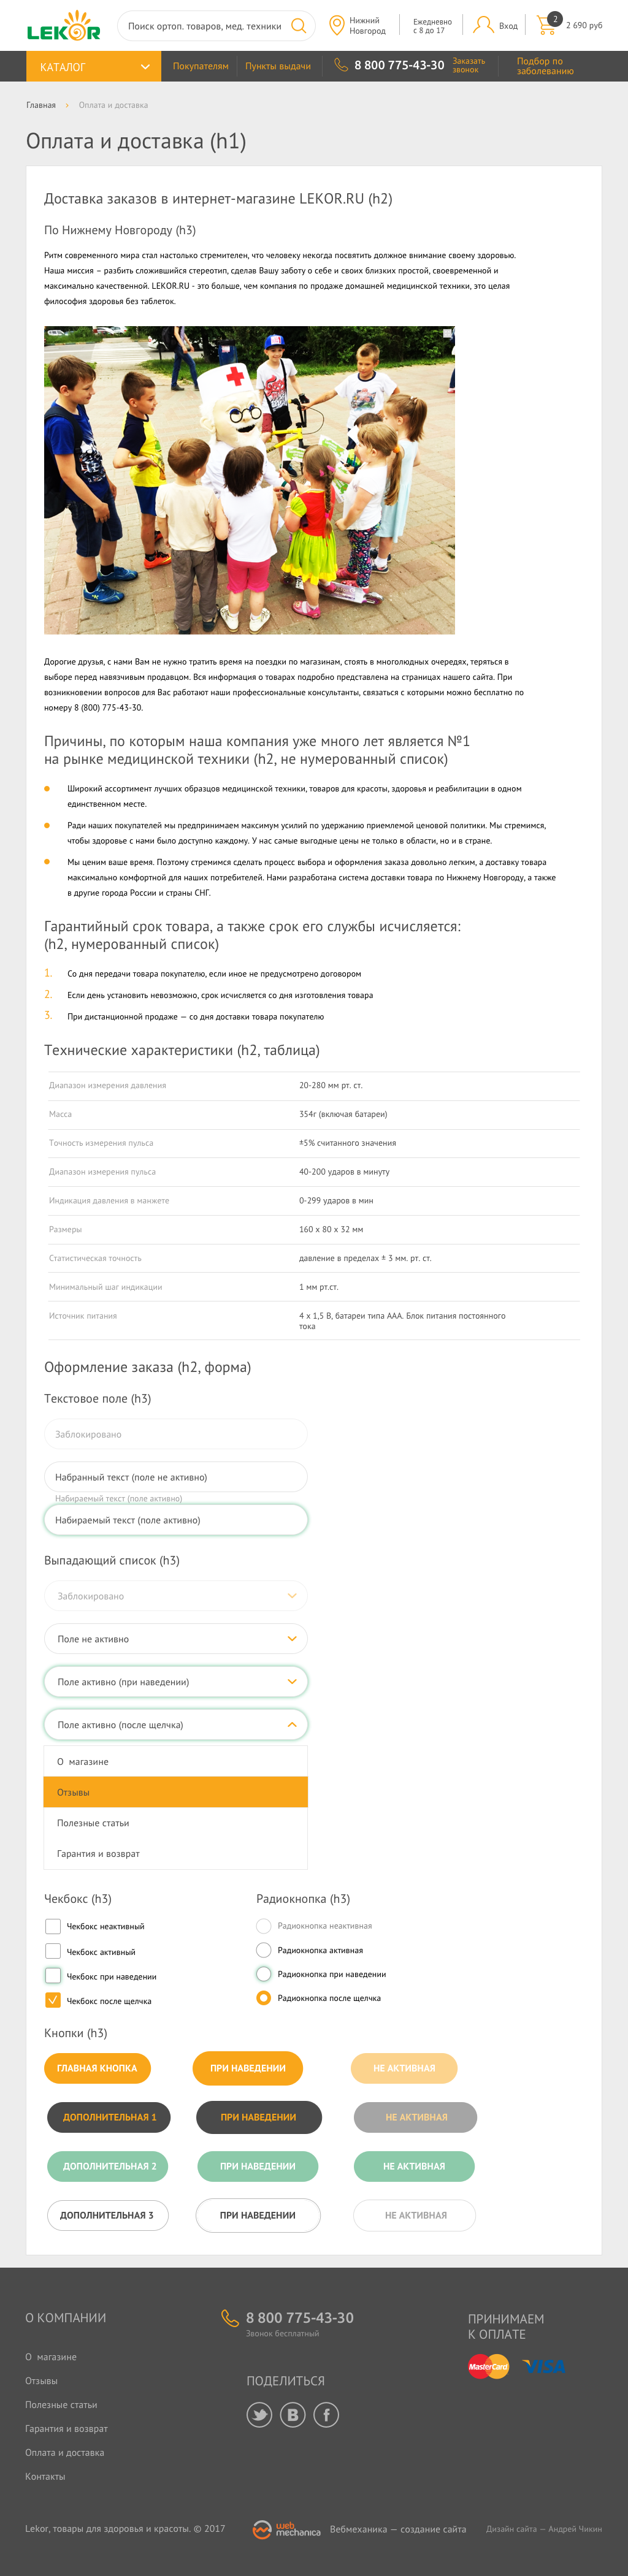 LEKOR
Поиск ортоп. товаров, мед. техники
Нижний
Новгород
Ежедневно
с 8 до 17
Вход
2
2 690 руб
КАТАЛОГ
Покупателям
Пункты выдачи
8 800 775-43-30
Заказать
звонок
Подбор по
заболеванию
Главная
Оплата и доставка
Оплата и доставка (h1)
Доставка заказов в интернет-магазине LEKOR.RU (h2)
По Нижнему Новгороду (h3)
Ритм современного мира стал настолько стремителен, что человеку некогда посвятить должное внимание своему здоровью.
Наша миссия – разбить сложившийся стереотип, сделав Вашу заботу о себе и своих близких простой, своевременной и
максимально качественной. LEKOR.RU - это больше, чем компания по продаже домашней медицинской техники, это целая
философия здоровья без таблеток.
Дорогие друзья, с нами Вам не нужно тратить время на поездки по магазинам, стоять в многолюдных очередях, теряться в
выборе перед навязчивым продавцом. Вся информация о товарах подробно представлена на страницах нашего сайта. При
возникновении вопросов для Вас работают наши профессиональные консультанты, связаться с которыми можно бесплатно по
номеру 8 (800) 775-43-30.
Причины, по которым наша компания уже много лет является №1
на рынке медицинской техники (h2, не нумерованный список)
Широкий ассортимент лучших образцов медицинской техники, товаров для красоты, здоровья и реабилитации в одном
единственном месте.
Ради наших покупателей мы предпринимаем максимум усилий по удержанию приемлемой ценовой политики. Мы стремимся,
чтобы здоровье с нами было доступно каждому. У нас самые выгодные цены не только в области, но и в стране.
Мы ценим ваше время. Поэтому стремимся сделать процесс выбора и оформления заказа довольно легким, а доставку товара
максимально комфортной для наших потребителей. Нами разработана система доставки товара по Нижнему Новгороду, а также
в другие города России и страны СНГ.
Гарантийный срок товара, а также срок его службы исчисляется:
(h2, нумерованный список)
1. Со дня передачи товара покупателю, если иное не предусмотрено договором
2. Если день установить невозможно, срок исчисляется со дня изготовления товара
3. При дистанционной продаже — со дня доставки товара покупателю
Технические характеристики (h2, таблица)
Диапазон измерения давления 20-280 мм рт. ст.
Масса 354г (включая батареи)
Точность измерения пульса ±5% считанного значения
Диапазон измерения пульса 40-200 ударов в минуту
Индикация давления в манжете 0-299 ударов в мин
Размеры 160 x 80 x 32 мм
Статистическая точность давление в пределах ± 3 мм. рт. ст.
Минимальный шаг индикации 1 мм рт.ст.
Источник питания 4 x 1,5 В, батареи типа ААА. Блок питания постоянного
тока
Оформление заказа (h2, форма)
Текстовое поле (h3)
Заблокировано
Набранный текст (поле не активно)
Набираемый текст (поле активно)
Набираемый текст (поле активно)
Выпадающий список (h3)
Заблокировано
Поле не активно
Поле активно (при наведении)
Поле активно (после щелчка)
О магазине
Отзывы
Полезные статьи
Гарантия и возврат
Чекбокс (h3)
Радиокнопка (h3)
Чекбокс неактивный
Радиокнопка неактивная
Чекбокс активный
Радиокнопка активная
Чекбокс при наведении
Радиокнопка при наведении
Чекбокс после щелчка
Радиокнопка после щелчка
Кнопки (h3)
ГЛАВНАЯ КНОПКА
ПРИ НАВЕДЕНИИ
НЕ АКТИВНАЯ
ДОПОЛНИТЕЛЬНАЯ 1
ПРИ НАВЕДЕНИИ
НЕ АКТИВНАЯ
ДОПОЛНИТЕЛЬНАЯ 2
ПРИ НАВЕДЕНИИ
НЕ АКТИВНАЯ
ДОПОЛНИТЕЛЬНАЯ 3
ПРИ НАВЕДЕНИИ
НЕ АКТИВНАЯ
О КОМПАНИИ
О магазине
Отзывы
Полезные статьи
Гарантия и возврат
Оплата и доставка
Контакты
8 800 775-43-30
Звонок бесплатный
ПОДЕЛИТЬСЯ
ПРИНИМАЕМ
К ОПЛАТЕ
MasterCard
VISA
Lekor, товары для здоровья и красоты. © 2017
web
mechanica
Вебмеханика — создание сайта
Дизайн сайта — Андрей Чикин